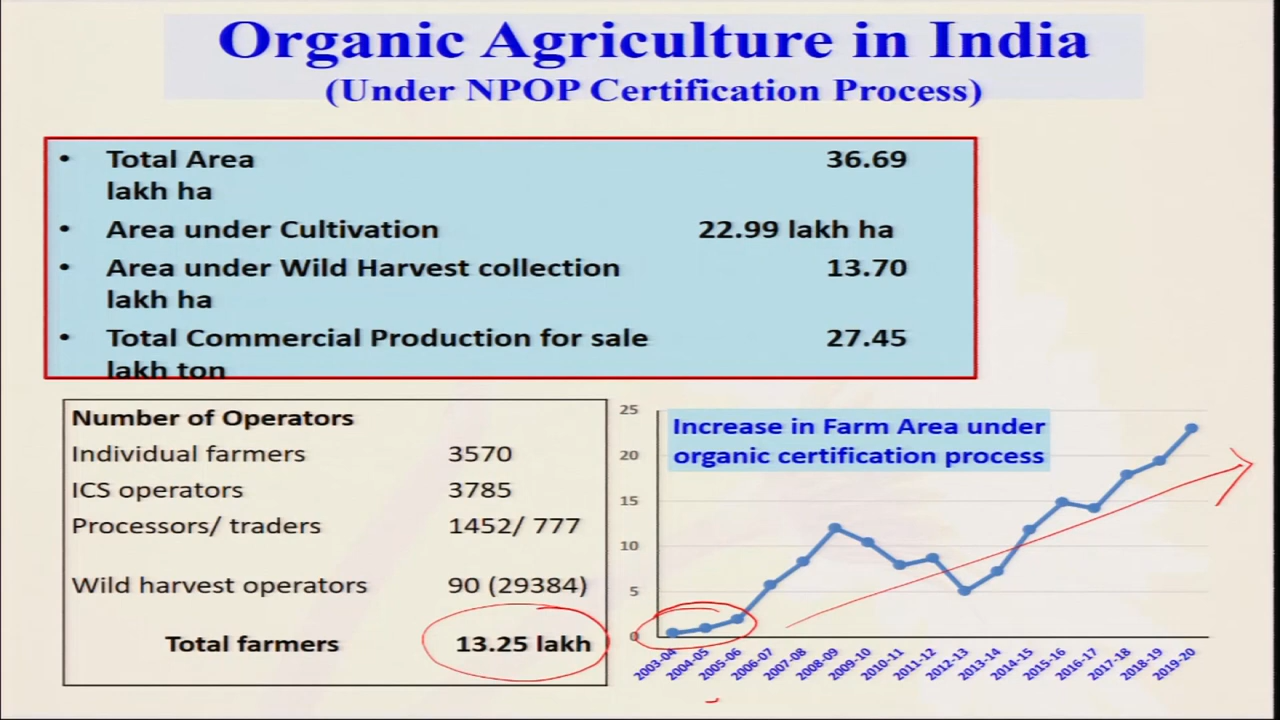 Organic Agriculture in India
(Under NPOP Certification Process)
• Total Area 36.69
lakh ha
• Area under Cultivation 22.99 lakh ha
• Area under Wild Harvest collection 13.70
lakh ha
• Total Commercial Production for sale 27.45
lakh ton
Number of Operators
Individual farmers 3570
ICS operators 3785
Processors/ traders 1452/ 777
Wild harvest operators 90 (29384)
Total farmers 13.25 lakh
Increase in Farm Area under
organic certification process
25
20
15
10
5
0
2003-04
2004-05
2005-06
2006-07
2007-08
2008-09
2009-10
2010-11
2011-12
2012-13
2013-14
2014-15
2015-16
2016-17
2017-18
2018-19
2019-20